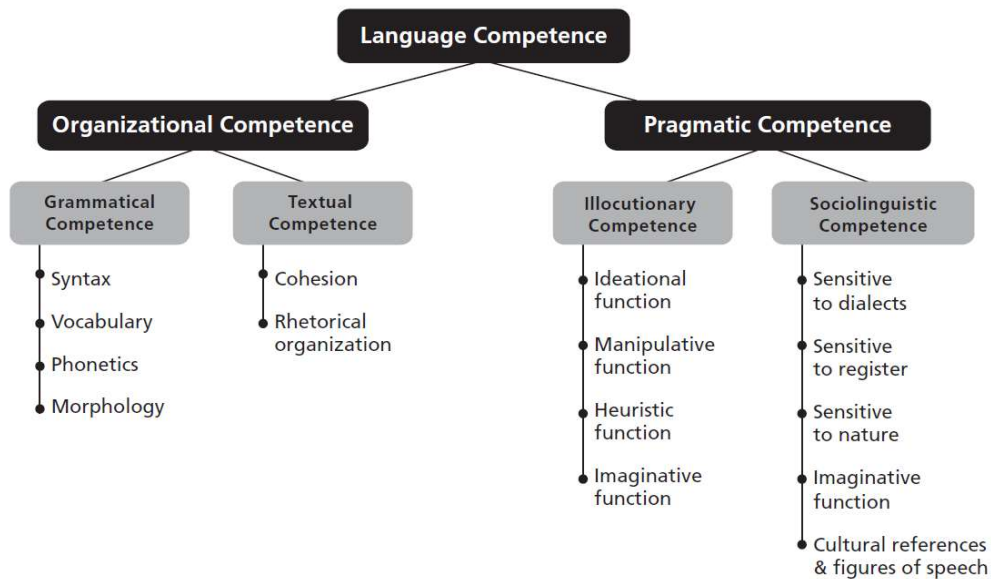 Language Competence
Organizational Competence
Pragmatic Competence
Grammatical
Competence
Textual
Competence
Illocutionary
Competence
Sociolinguistic
Competence
Syntax
Vocabulary
Phonetics
Morphology
Cohesion
Rhetorical
organization
Ideational
function
Manipulative
function
Heuristic
function
Imaginative
function
Sensitive
to dialects
Sensitive
to register
Sensitive
to nature
Imaginative
function
Cultural references
& figures of speech